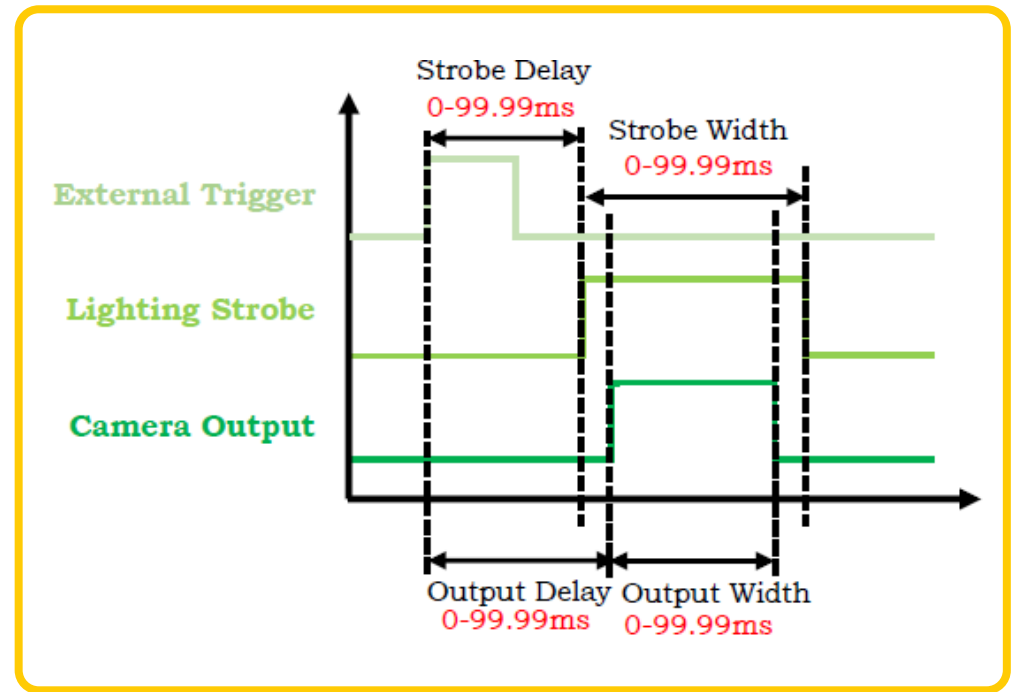 Strobe Delay
0-99.99ms
Strobe Width
0-99.99ms
External Trigger
Lighting Strobe
Camera Output
Output Delay
0-99.99ms
Output Width
0-99.99ms